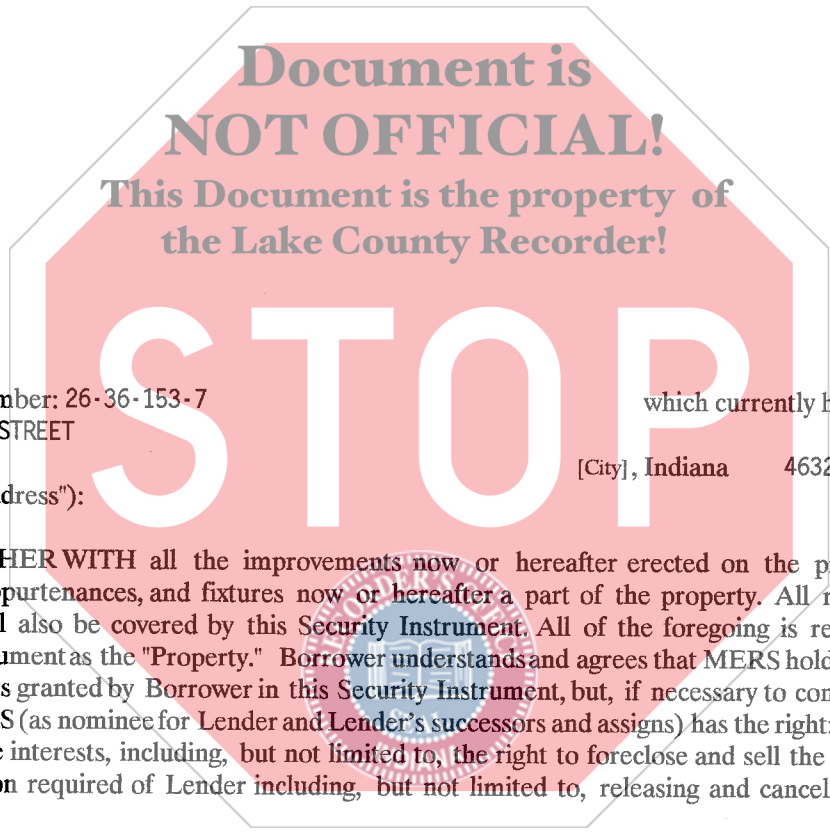 Document is
NOT OFFICIAL!
This Document is the property of
the Lake County Recorder!
STOP
mber: 26-36-153-7 which currently h
STREET
[City], Indiana 4632
dress"):
HER WITH all the improvements now or hereafter erected on the p
purtenances, and fixtures now or hereafter a part of the property. All r
l also be covered by this Security Instrument. All of the foregoing is re
ument as the "Property." Borrower understands and agrees that MERS hold
s granted by Borrower in this Security Instrument, but, if necessary to com
S (as nominee for Lender and Lender's successors and assigns) has the right:
e interests, including, but not limited to, the right to foreclose and sell the
on required of Lender including, but not limited to, releasing and cancel
SEAL